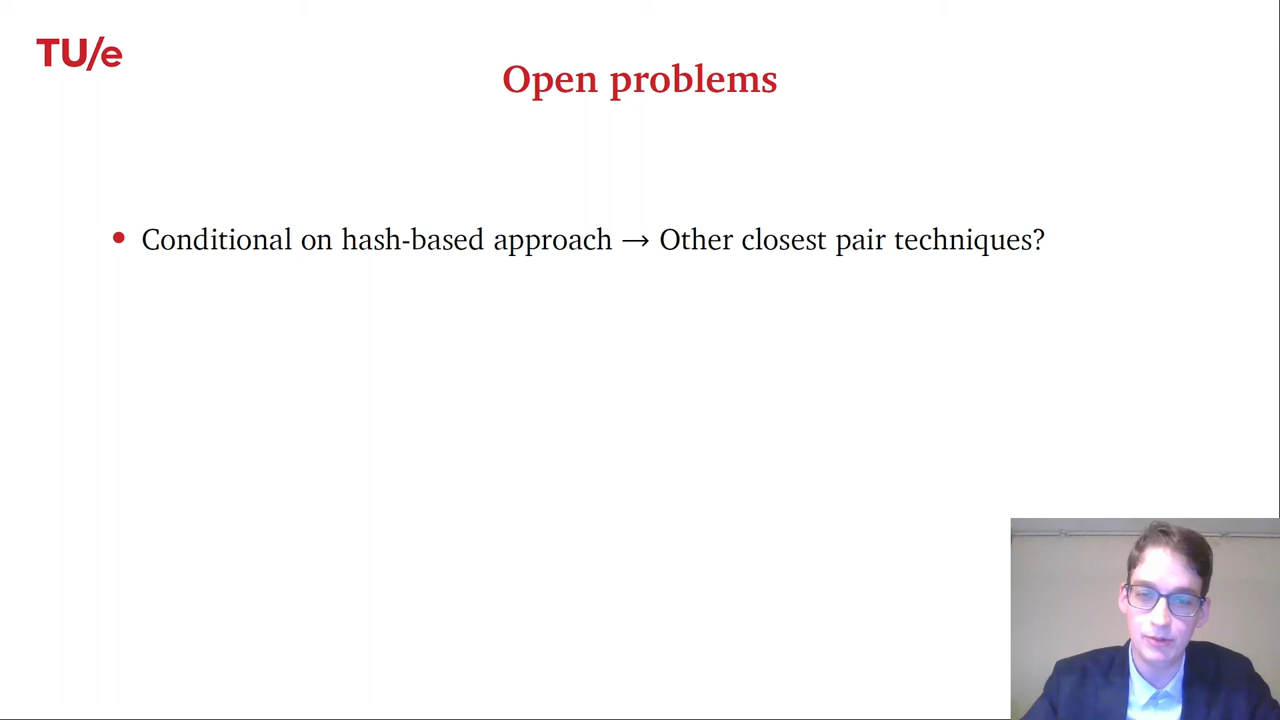 TU/e
Open problems
• Conditional on hash-based approach → Other closest pair techniques?